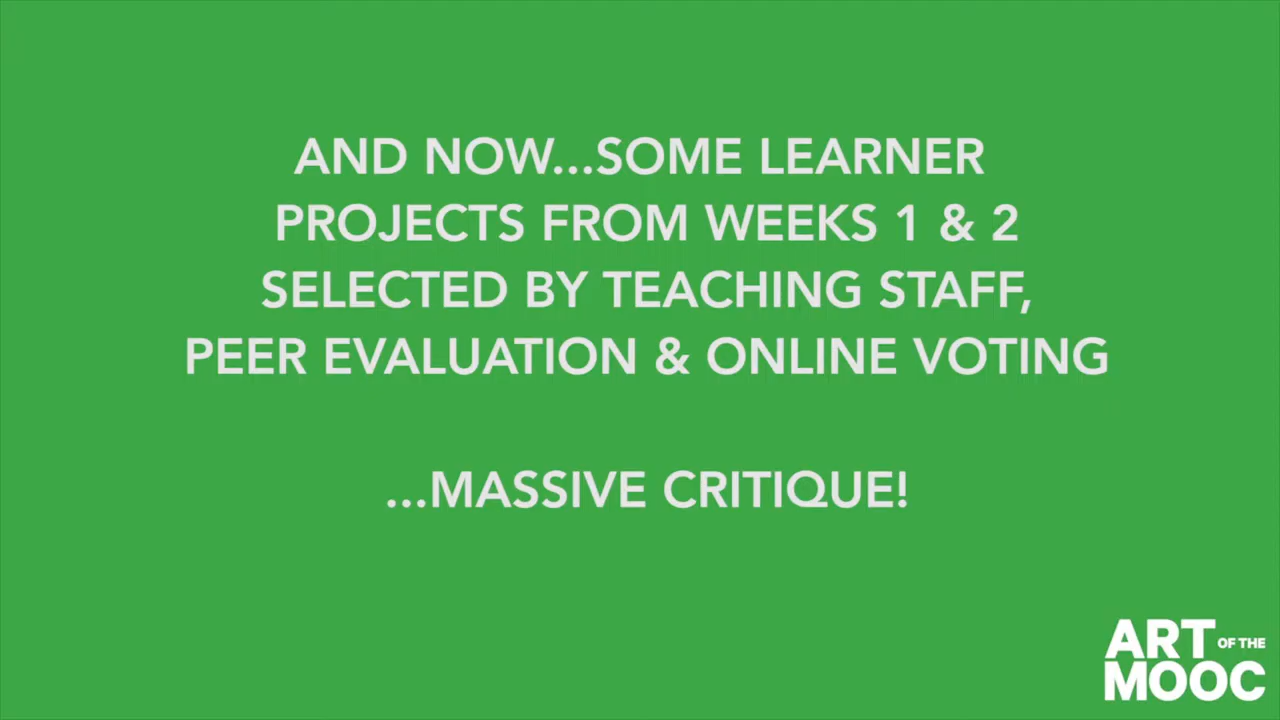 AND NOW...SOME LEARNER
PROJECTS FROM WEEKS 1 & 2
SELECTED BY TEACHING STAFF,
PEER EVALUATION & ONLINE VOTING
...MASSIVE CRITIQUE!
ART OF THE
MOOC